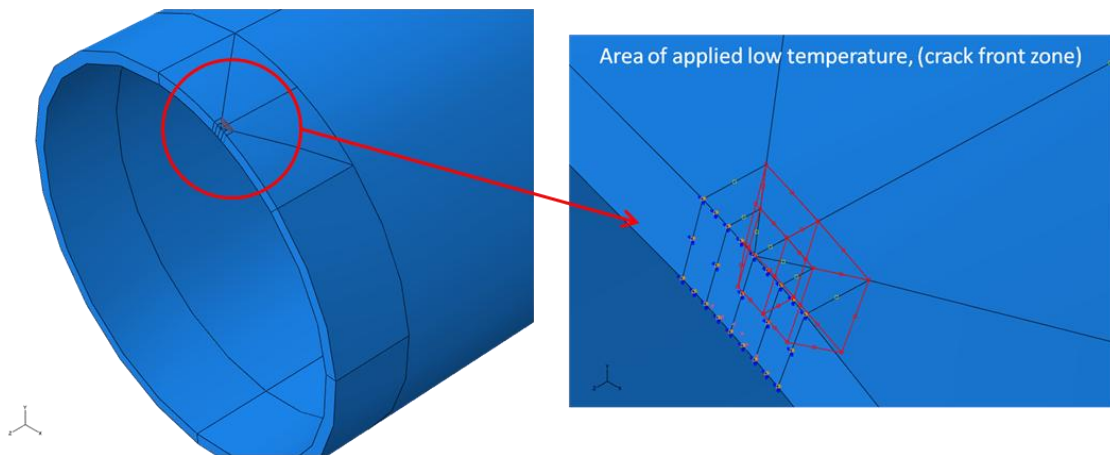 Area of applied low temperature, (crack front zone)
Y
Z
X
Y
Z
X